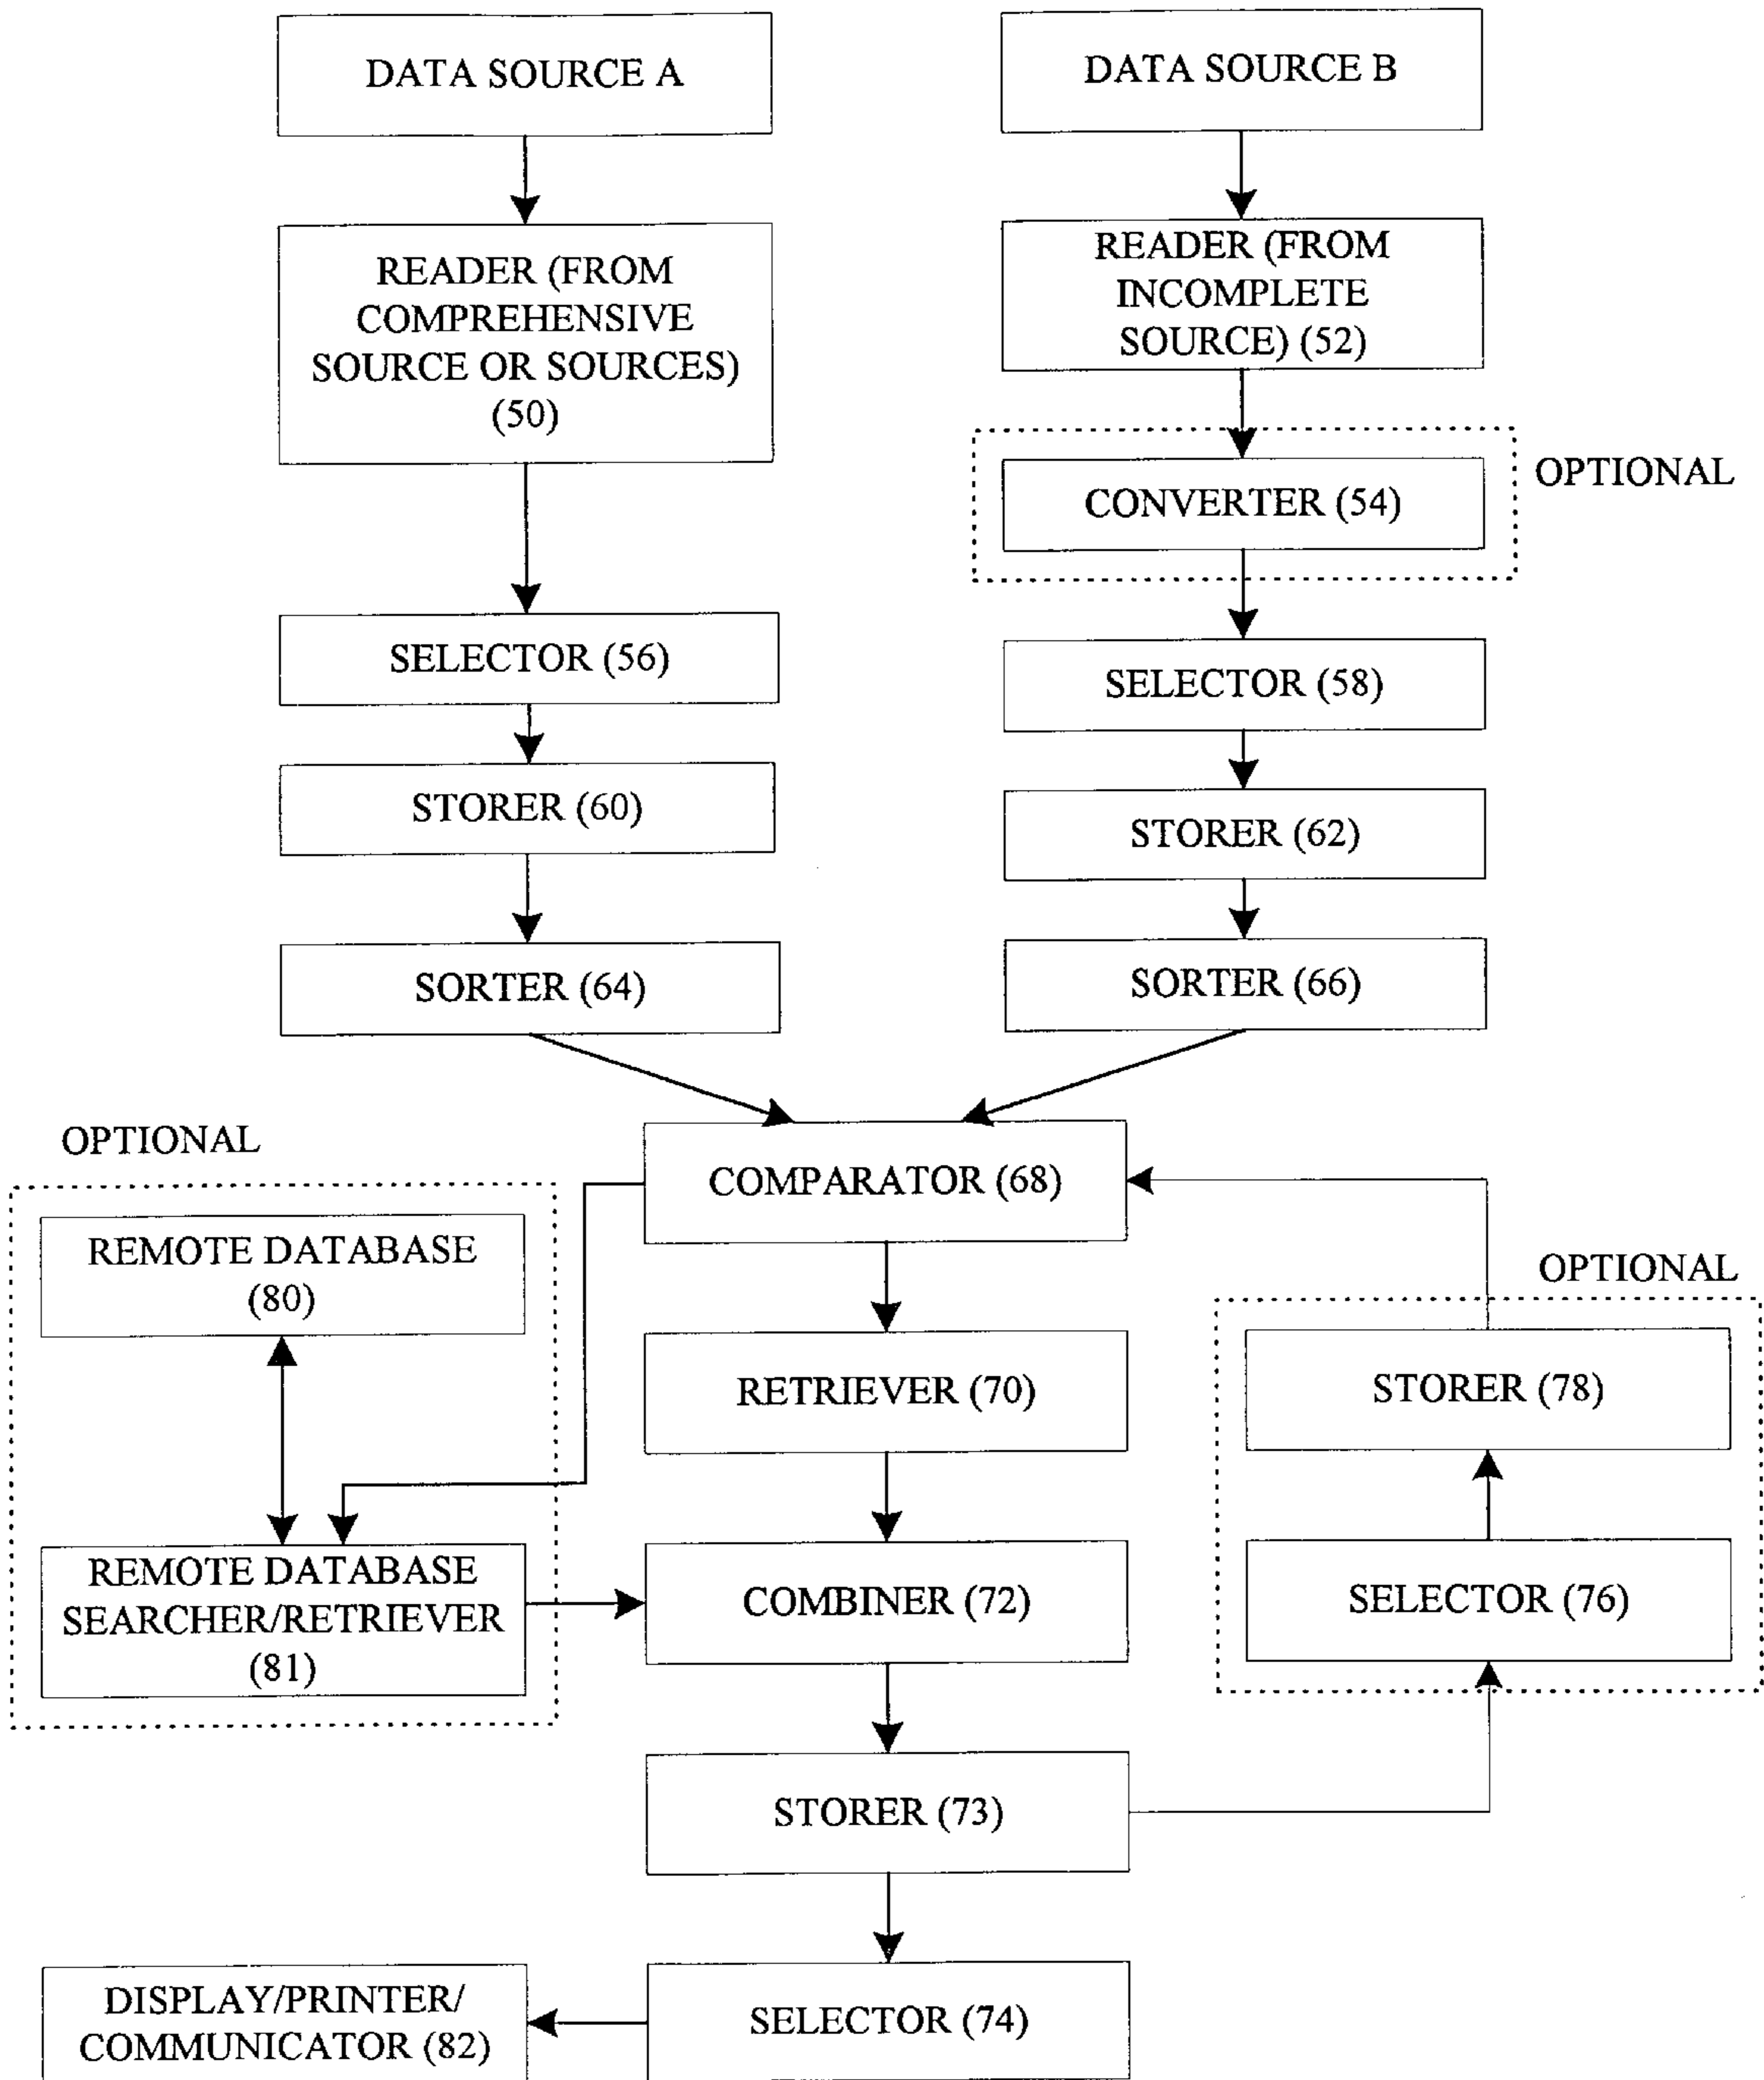 DATA SOURCE A
DATA SOURCE B
READER (FROM
COMPREHENSIVE
SOURCE OR SOURCES)
(50)
READER (FROM
INCOMPLETE
SOURCE) (52)
OPTIONAL
CONVERTER (54)
SELECTOR (56)
SELECTOR (58)
STORER (60)
STORER (62)
SORTER (64)
SORTER (66)
OPTIONAL
COMPARATOR (68)
REMOTE DATABASE
(80)
OPTIONAL
RETRIEVER (70)
STORER (78)
REMOTE DATABASE
SEARCHER/RETRIEVER
(81)
COMBINER (72)
SELECTOR (76)
STORER (73)
DISPLAY/PRINTER/
COMMUNICATOR (82)
SELECTOR (74)